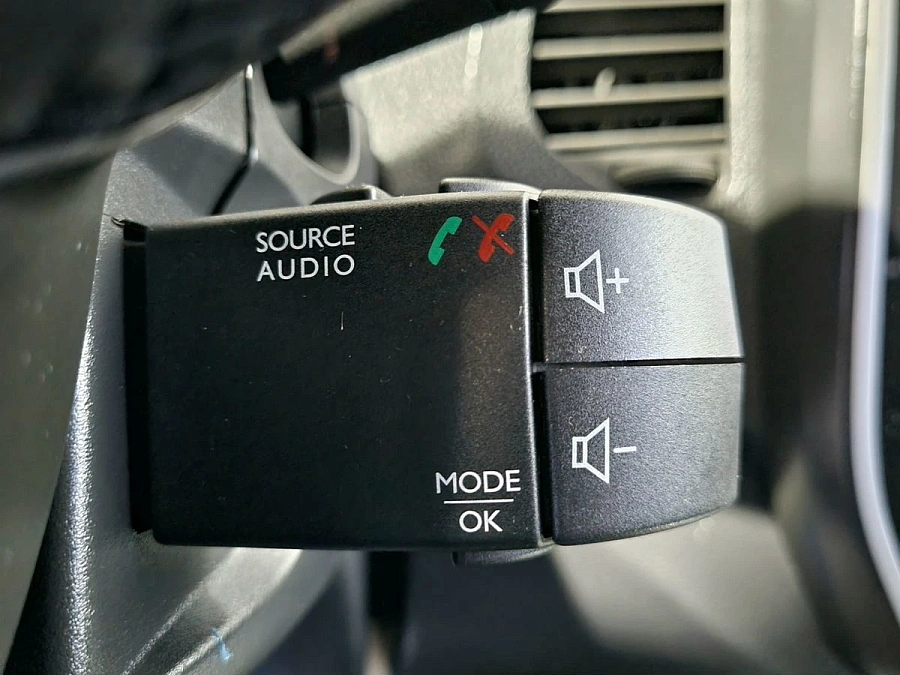 SOURCE
AUDIO
+
-
MODE
OK